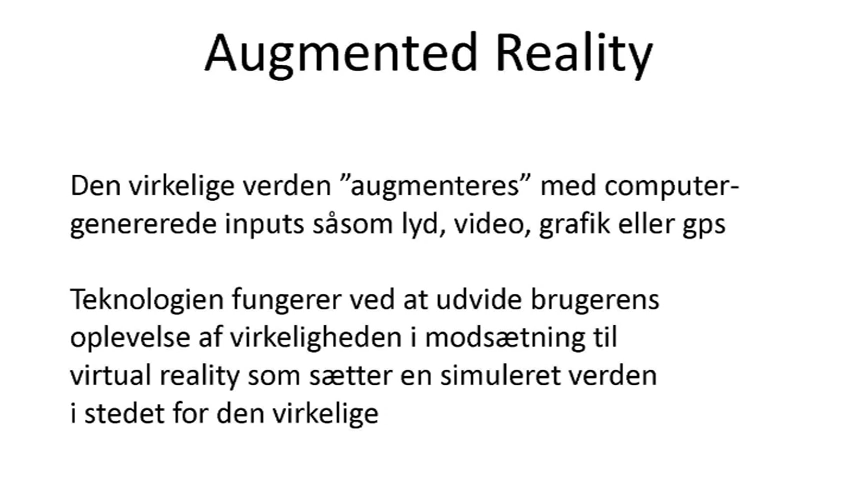 Augmented Reality
Den virkelige verden ”augmenteres” med computer-
genererede inputs såsom lyd, video, grafik eller gps
Teknologien fungerer ved at udvide brugerens
oplevelse af virkeligheden i modsætning til
virtual reality som sætter en simuleret verden
i stedet for den virkelige